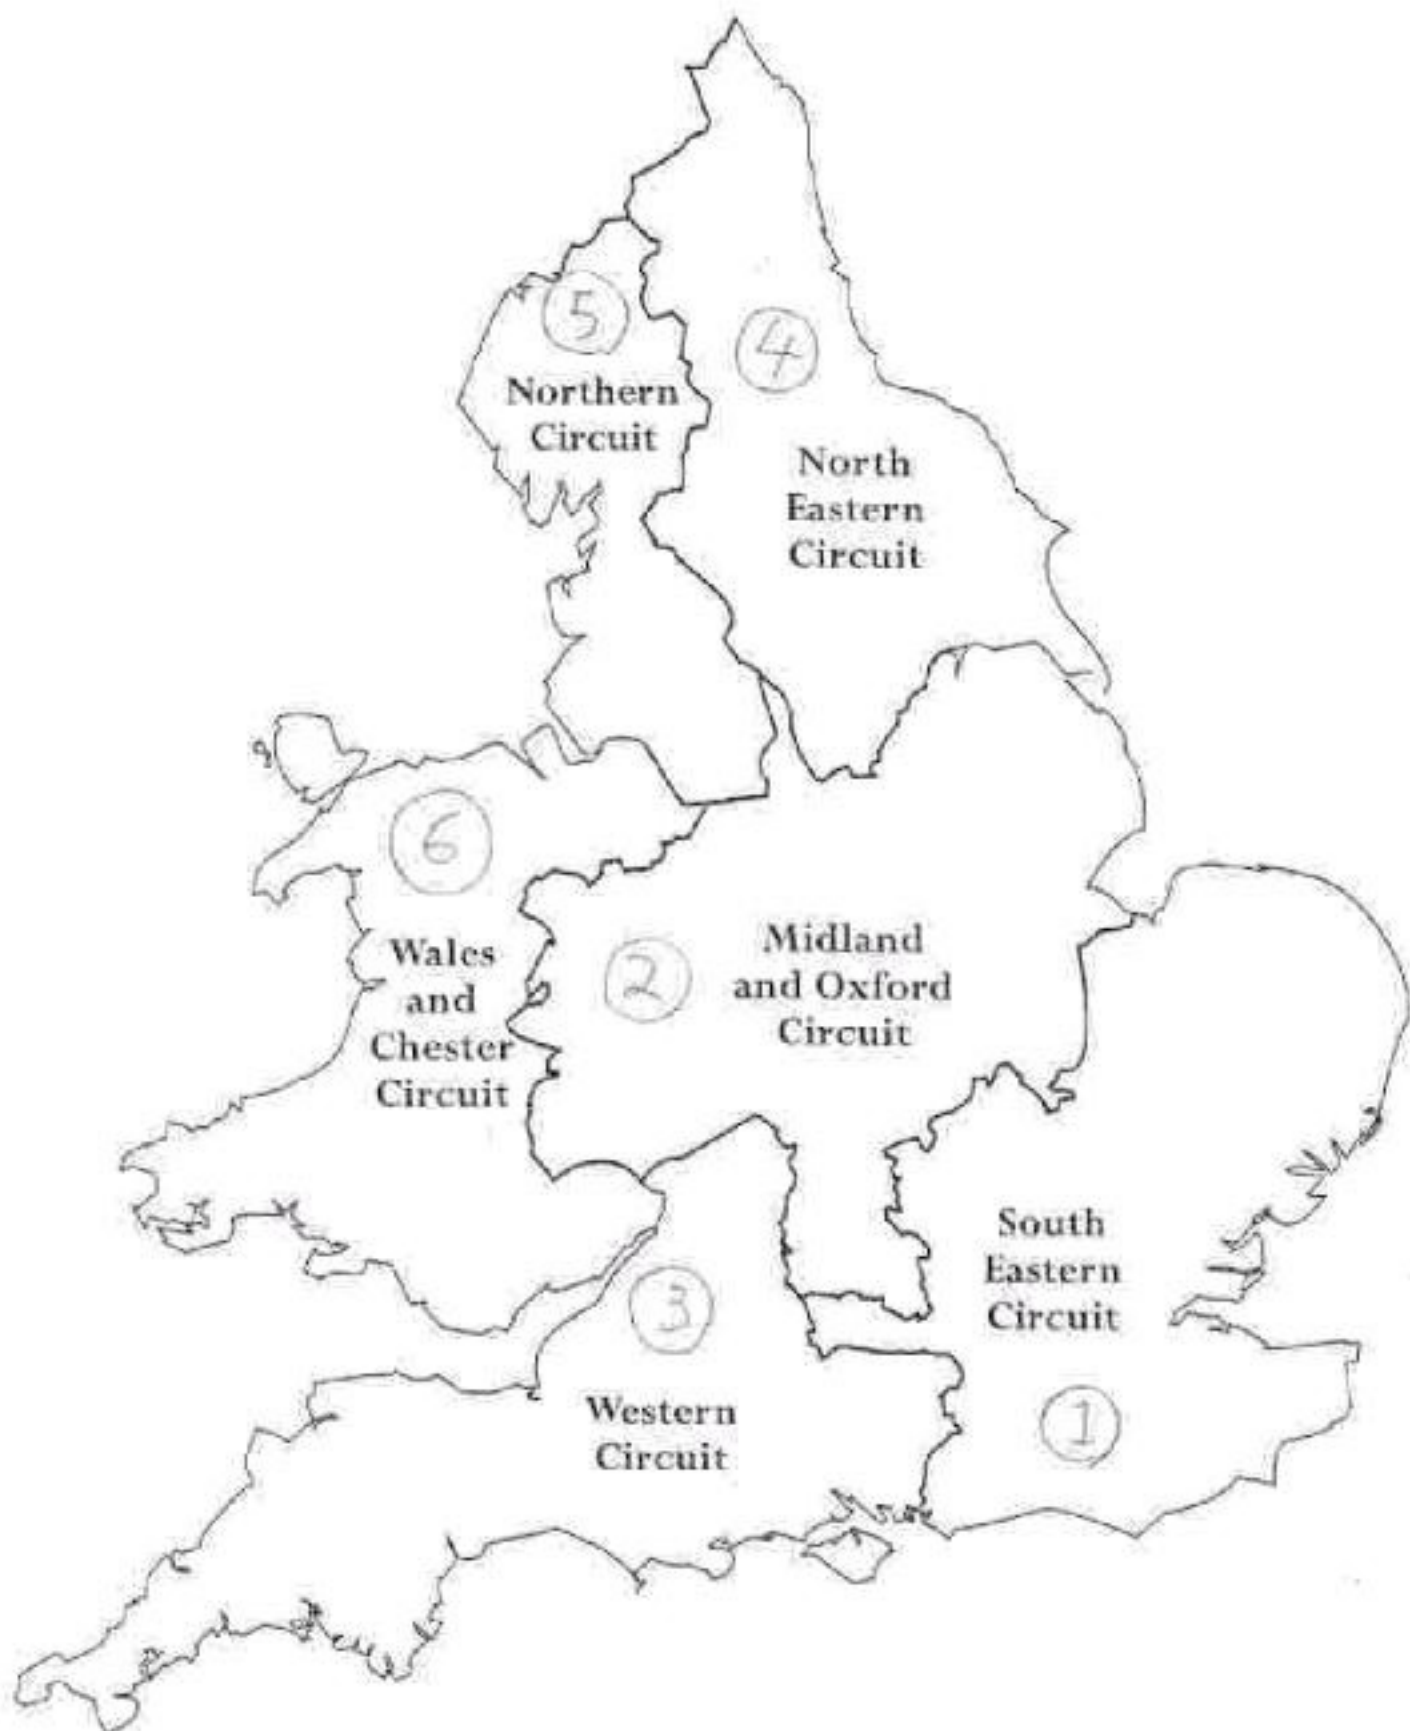 5
Northern
Circuit
4
North
Eastern
Circuit
6
Wales
and
Chester
Circuit
2
Midland
and Oxford
Circuit
3
Western
Circuit
South
Eastern
Circuit
1